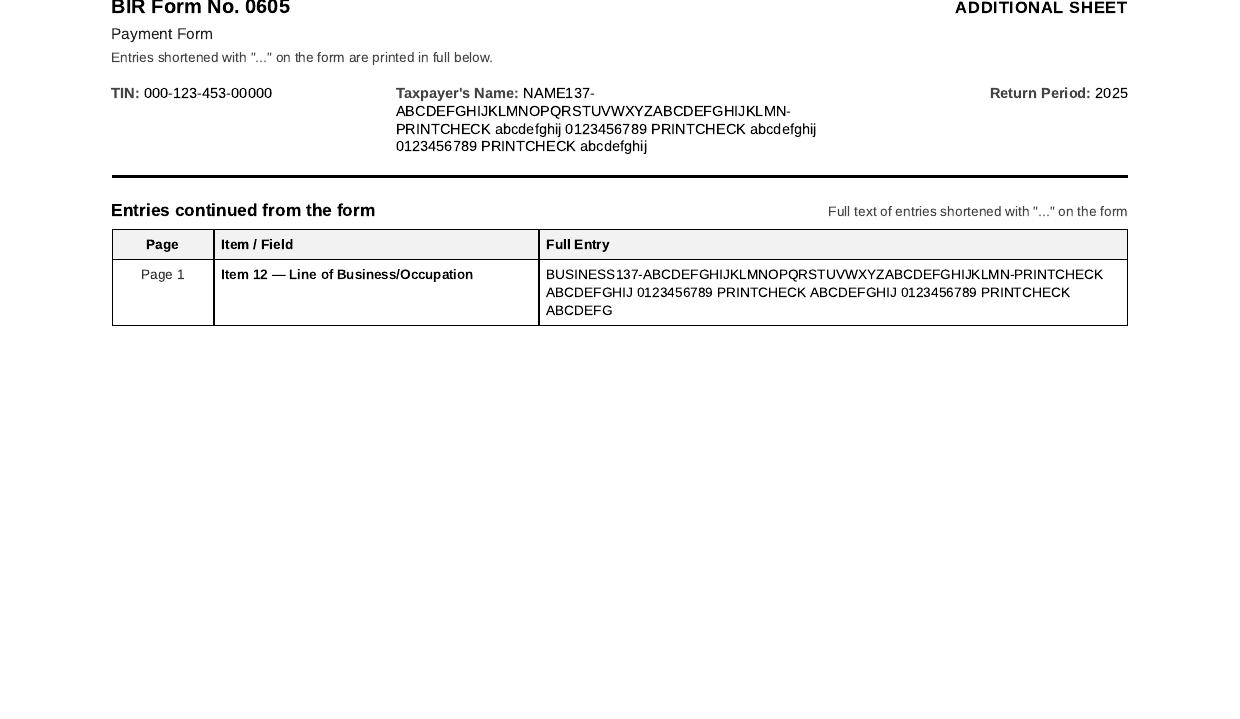 BIR Form No. 0605 ADDITIONAL SHEET
Payment Form
Entries shortened with "..." on the form are printed in full below.
TIN: 000-123-453-00000 Taxpayer's Name: NAME137- Return Period: 2025
ABCDEFGHIJKLMNOPQRSTUVWXYZABCDEFGHIJKLMN-
PRINTCHECK abcdefghij 0123456789 PRINTCHECK abcdefghij
0123456789 PRINTCHECK abcdefghij
Entries continued from the form Full text of entries shortened with "..." on the form
Page Item / Field Full Entry
Page 1 Item 12 — Line of Business/Occupation BUSINESS137-ABCDEFGHIJKLMNOPQRSTUVWXYZABCDEFGHIJKLMN-PRINTCHECK
ABCDEFGHIJ 0123456789 PRINTCHECK ABCDEFGHIJ 0123456789 PRINTCHECK
ABCDEFG